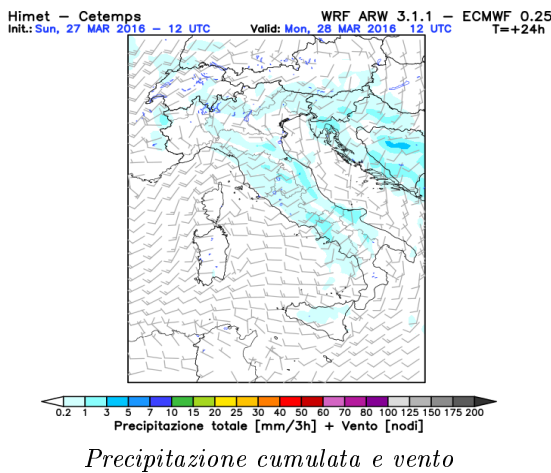 Himet – Cetemps WRF ARW 3.1.1 – ECMWF 0.25
Init.: Sun, 27 MAR 2016 – 12 UTC Valid: Mon, 28 MAR 2016 12 UTC T=+24h
0.2 1 3 5 7 10 15 20 25 30 40 50 60 70 80 100 125 150 175 200
Precipitazione totale [mm/3h] + Vento [nodi]
Precipitazione cumulata e vento